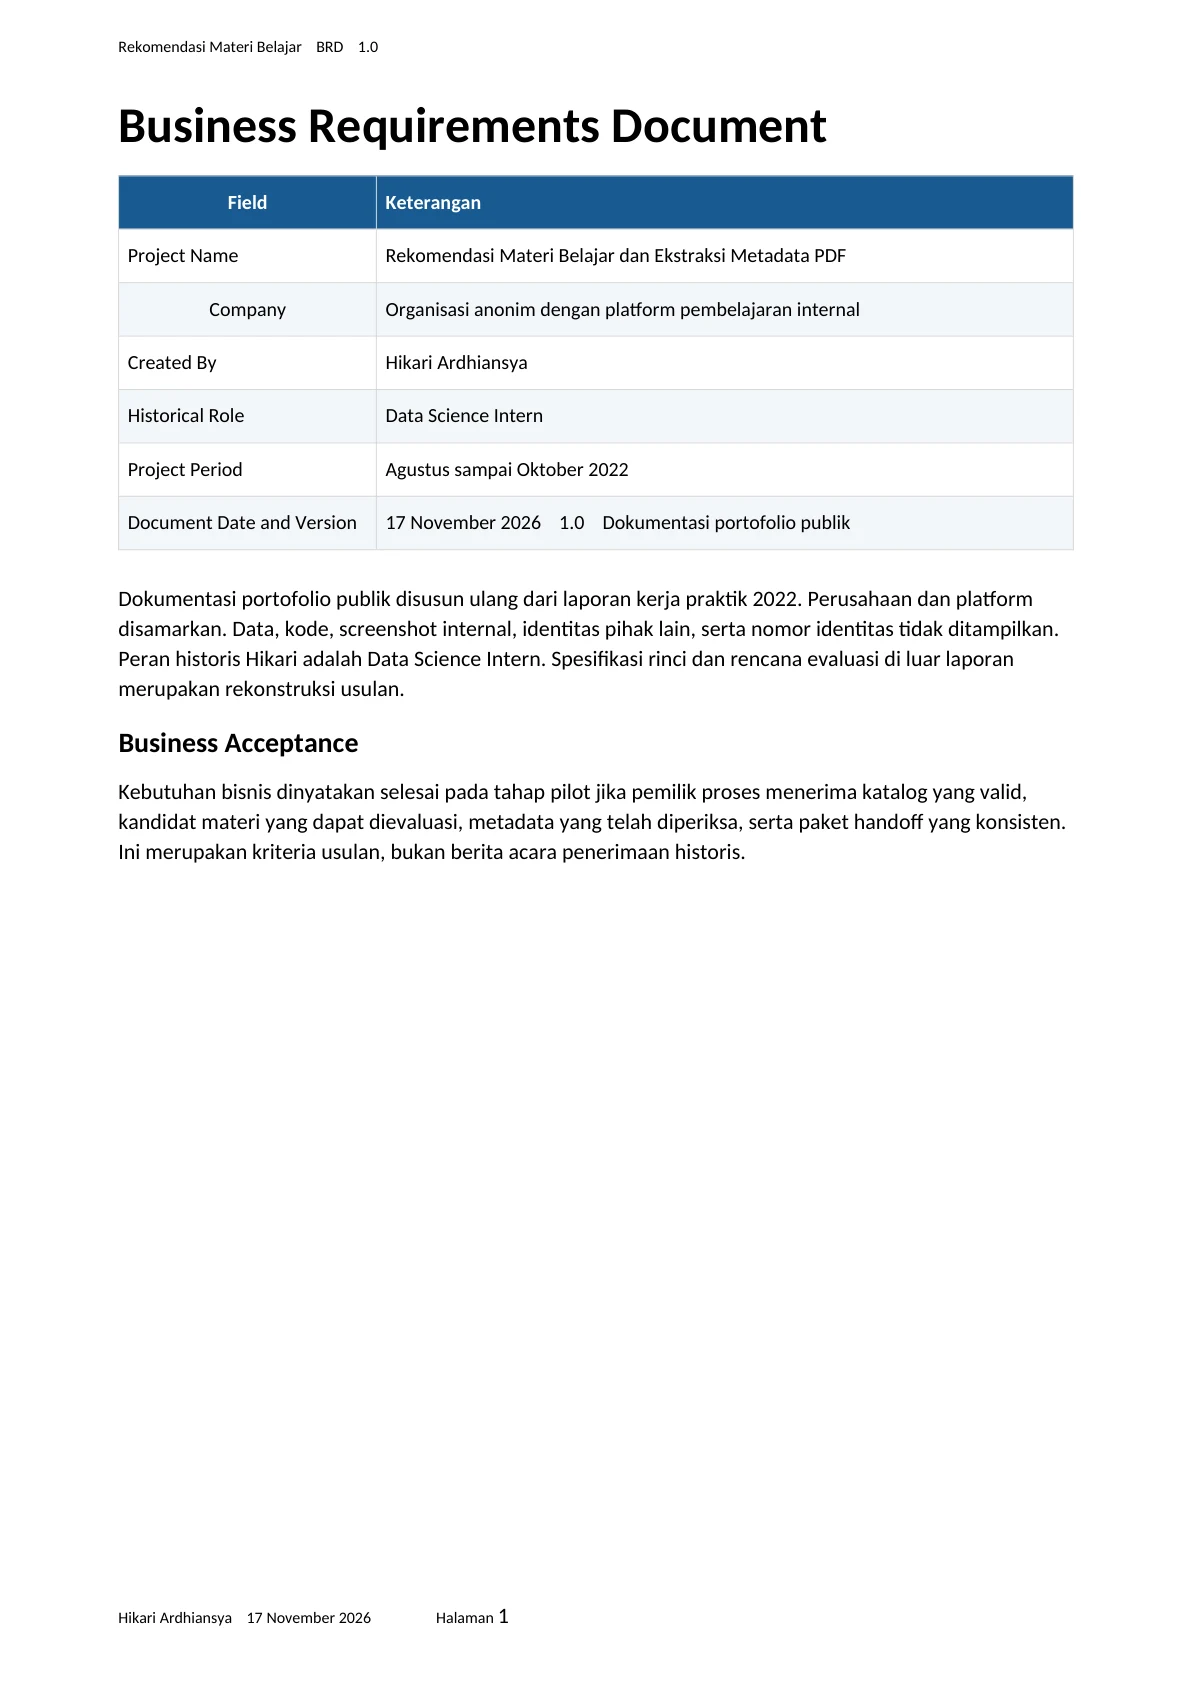 Rekomendasi Materi Belajar BRD 1.0
Business Requirements Document
Field Keterangan
Project Name Rekomendasi Materi Belajar dan Ekstraksi Metadata PDF
Company Organisasi anonim dengan platform pembelajaran internal
Created By Hikari Ardhiansya
Historical Role Data Science Intern
Project Period Agustus sampai Oktober 2022
Document Date and Version 17 November 2026 1.0 Dokumentasi portofolio publik
Dokumentasi portofolio publik disusun ulang dari laporan kerja praktik 2022. Perusahaan dan platform
disamarkan. Data, kode, screenshot internal, identitas pihak lain, serta nomor identitas tidak ditampilkan.
Peran historis Hikari adalah Data Science Intern. Spesifikasi rinci dan rencana evaluasi di luar laporan
merupakan rekonstruksi usulan.
Business Acceptance
Kebutuhan bisnis dinyatakan selesai pada tahap pilot jika pemilik proses menerima katalog yang valid,
kandidat materi yang dapat dievaluasi, metadata yang telah diperiksa, serta paket handoff yang konsisten.
Ini merupakan kriteria usulan, bukan berita acara penerimaan historis.
Hikari Ardhiansya 17 November 2026 Halaman 1